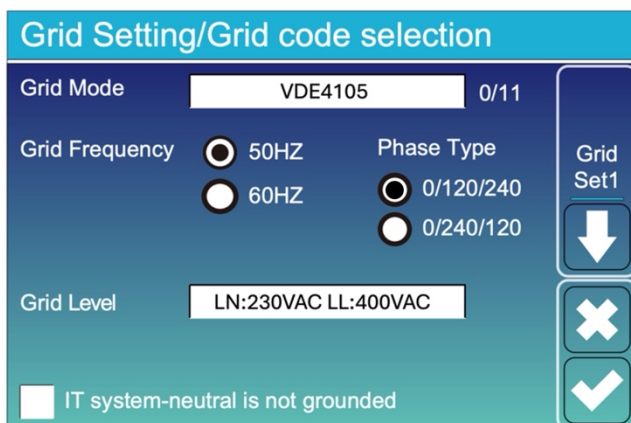 Grid Setting/Grid code selection
Grid Mode VDE4105 0/11
Grid Frequency 50HZ Phase Type
60HZ 0/120/240
0/240/120
Grid Set1
Grid Level LN:230VAC LL:400VAC
IT system-neutral is not grounded